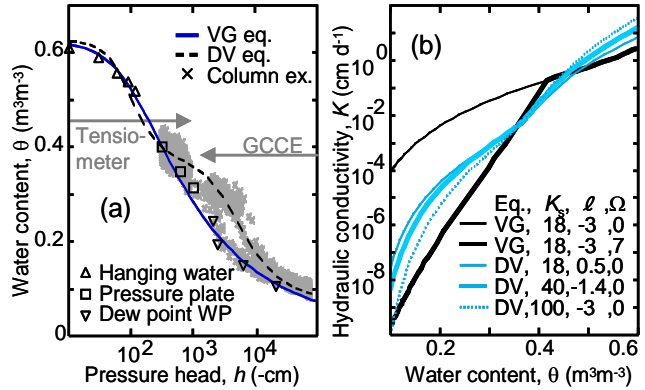 (a)
VG eq.
DV eq.
Column ex.
Water content, θ (m³m-³)
0.6
0.4
0.2
0
Tensio-
meter
GCCE
Hanging water
Pressure plate
Dew point WP
10² 10³ 10⁴
Pressure head, h (-cm)
(b)
Hydraulic conductivity, K (cm d⁻¹)
10⁰
10⁻²
10⁻⁴
10⁻⁶
10⁻⁸
Eq., Ks, ℓ ,Ω
VG, 18, -3 ,0
VG, 18, -3 ,7
DV, 18, 0.5,0
DV, 40,-1.4,0
DV,100, -3 ,0
0.2 0.4 0.6
Water content, θ (m³m-³)